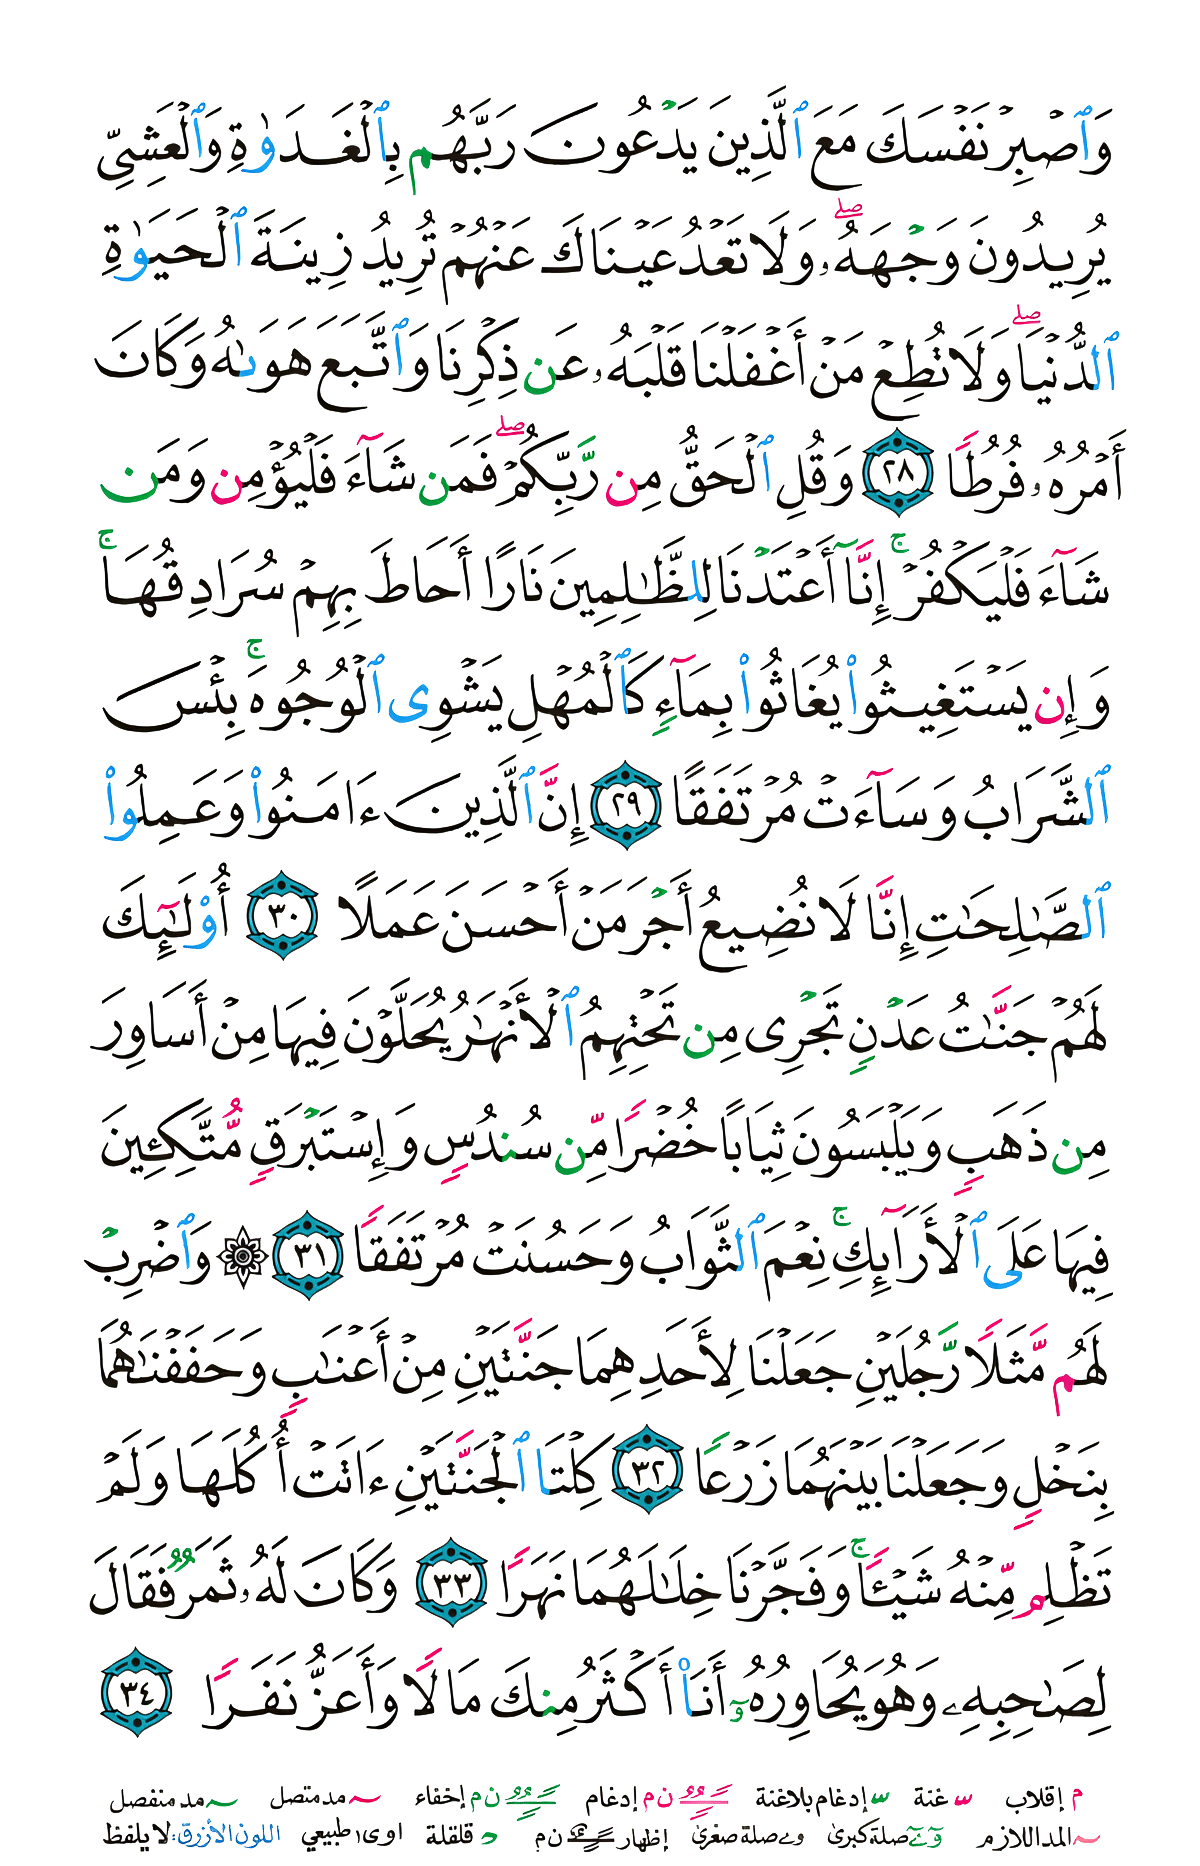 وَٱصۡبِرۡ نَفۡسَكَ مَعَ ٱلَّذِينَ يَدۡعُونَ رَبَّهُم بِٱلۡغَدَوٰةِ وَٱلۡعَشِيِّ
يُرِيدُونَ وَجۡهَهُۥۖ وَلَا تَعۡدُ عَيۡنَاكَ عَنۡهُمۡ تُرِيدُ زِينَةَ ٱلۡحَيَوٰةِ
ٱلدُّنۡيَاۖ وَلَا تُطِعۡ مَنۡ أَغۡفَلۡنَا قَلۡبَهُۥ عَن ذِكۡرِنَا وَٱتَّبَعَ هَوَىٰهُ وَكَانَ
أَمۡرُهُۥ فُرُطٗا ٢٨ وَقُلِ ٱلۡحَقُّ مِن رَّبِّكُمۡۖ فَمَن شَآءَ فَلۡيُؤۡمِن وَمَن
شَآءَ فَلۡيَكۡفُرۡۚ إِنَّآ أَعۡتَدۡنَا لِلظَّٰلِمِينَ نَارًا أَحَاطَ بِهِمۡ سُرَادِقُهَاۚ
وَإِن يَسۡتَغِيثُواْ يُغَاثُواْ بِمَآءٖ كَٱلۡمُهۡلِ يَشۡوِي ٱلۡوُجُوهَۚ بِئۡسَ
ٱلشَّرَابُ وَسَآءَتۡ مُرۡتَفَقًا ٢٩ إِنَّ ٱلَّذِينَ ءَامَنُواْ وَعَمِلُواْ
ٱلصَّٰلِحَٰتِ إِنَّا لَا نُضِيعُ أَجۡرَ مَنۡ أَحۡسَنَ عَمَلًا ٣٠ أُوْلَٰٓئِكَ
لَهُمۡ جَنَّٰتُ عَدۡنٖ تَجۡرِي مِن تَحۡتِهِمُ ٱلۡأَنۡهَٰرُ يُحَلَّوۡنَ فِيهَا مِنۡ أَسَاوِرَ
مِن ذَهَبٖ وَيَلۡبَسُونَ ثِيَابًا خُضۡرٗا مِّن سُندُسٖ وَإِسۡتَبۡرَقٖ مُّتَّكِـِٔينَ
فِيهَا عَلَى ٱلۡأَرَآئِكِۚ نِعۡمَ ٱلثَّوَابُ وَحَسُنَتۡ مُرۡتَفَقٗا ٣١ ۞ وَٱضۡرِبۡ
لَهُم مَّثَلٗا رَّجُلَيۡنِ جَعَلۡنَا لِأَحَدِهِمَا جَنَّتَيۡنِ مِنۡ أَعۡنَٰبٖ وَحَفَفۡنَٰهُمَا
بِنَخۡلٖ وَجَعَلۡنَا بَيۡنَهُمَا زَرۡعٗا ٣٢ كِلۡتَا ٱلۡجَنَّتَيۡنِ ءَاتَتۡ أُكُلَهَا وَلَمۡ
تَظۡلِم مِّنۡهُ شَيۡـٔٗاۚ وَفَجَّرۡنَا خِلَٰلَهُمَا نَهَرٗا ٣٣ وَكَانَ لَهُۥ ثَمَرٞ فَقَالَ
لِصَٰحِبِهِۦ وَهُوَ يُحَاوِرُهُۥٓ أَنَا۠ أَكۡثَرُ مِنكَ مَالٗا وَأَعَزُّ نَفَرٗا ٣٤
م إقلاب غنة إدغام بلاغنة ن م إدغام ن م إخفاء مد متصل مد منفصل
المد اللازم صلة كبرى وے صلة صغرى إظهار ن م قلقلة اوى طبيعي اللون الأزرق: لا يلفظ